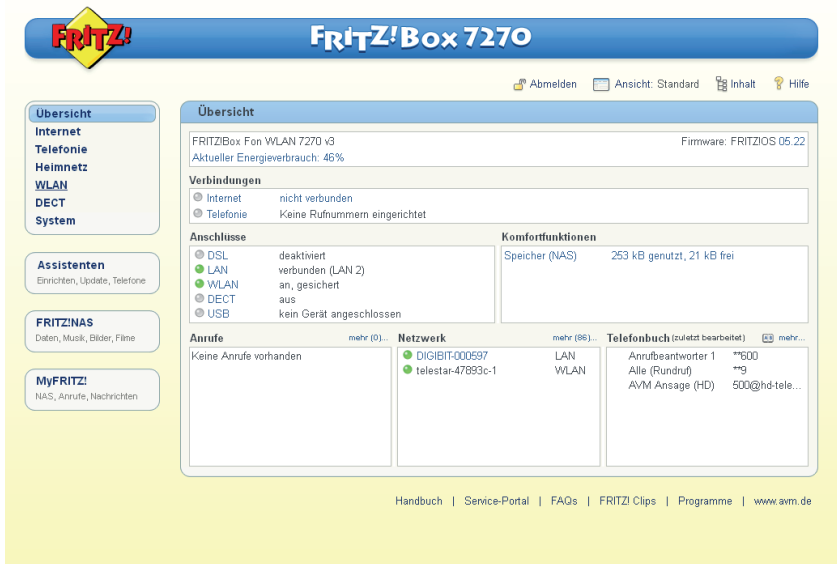 FRITZ!
FRITZ!Box 7270
Abmelden Ansicht: Standard Inhalt Hilfe
Übersicht
Internet
Telefonie
Heimnetz
WLAN
DECT
System
Assistenten
Einrichten, Update, Telefone
FRITZ!NAS
Daten, Musik, Bilder, Filme
MyFRITZ!
NAS, Anrufe, Nachrichten
Übersicht
FRITZ!Box Fon WLAN 7270 v3 Firmware: FRITZ!OS 05.22
Aktueller Energieverbrauch: 46%
Verbindungen
Internet nicht verbunden
Telefonie Keine Rufnummern eingerichtet
Anschlüsse
DSL deaktiviert
LAN verbunden (LAN 2)
WLAN an, gesichert
DECT aus
USB kein Gerät angeschlossen
Komfortfunktionen
Speicher (NAS) 253 kB genutzt, 21 kB frei
Anrufe mehr (0)...
Keine Anrufe vorhanden
Netzwerk mehr (86)...
DIGIBIT-000597 LAN
telestar-47893c-1 WLAN
Telefonbuch (zuletzt bearbeitet) mehr...
Anrufbeantworter 1 **600
Alle (Rundruf) **9
AVM Ansage (HD) 500@hd-tele...
Handbuch | Service-Portal | FAQs | FRITZ! Clips | Programme | www.avm.de